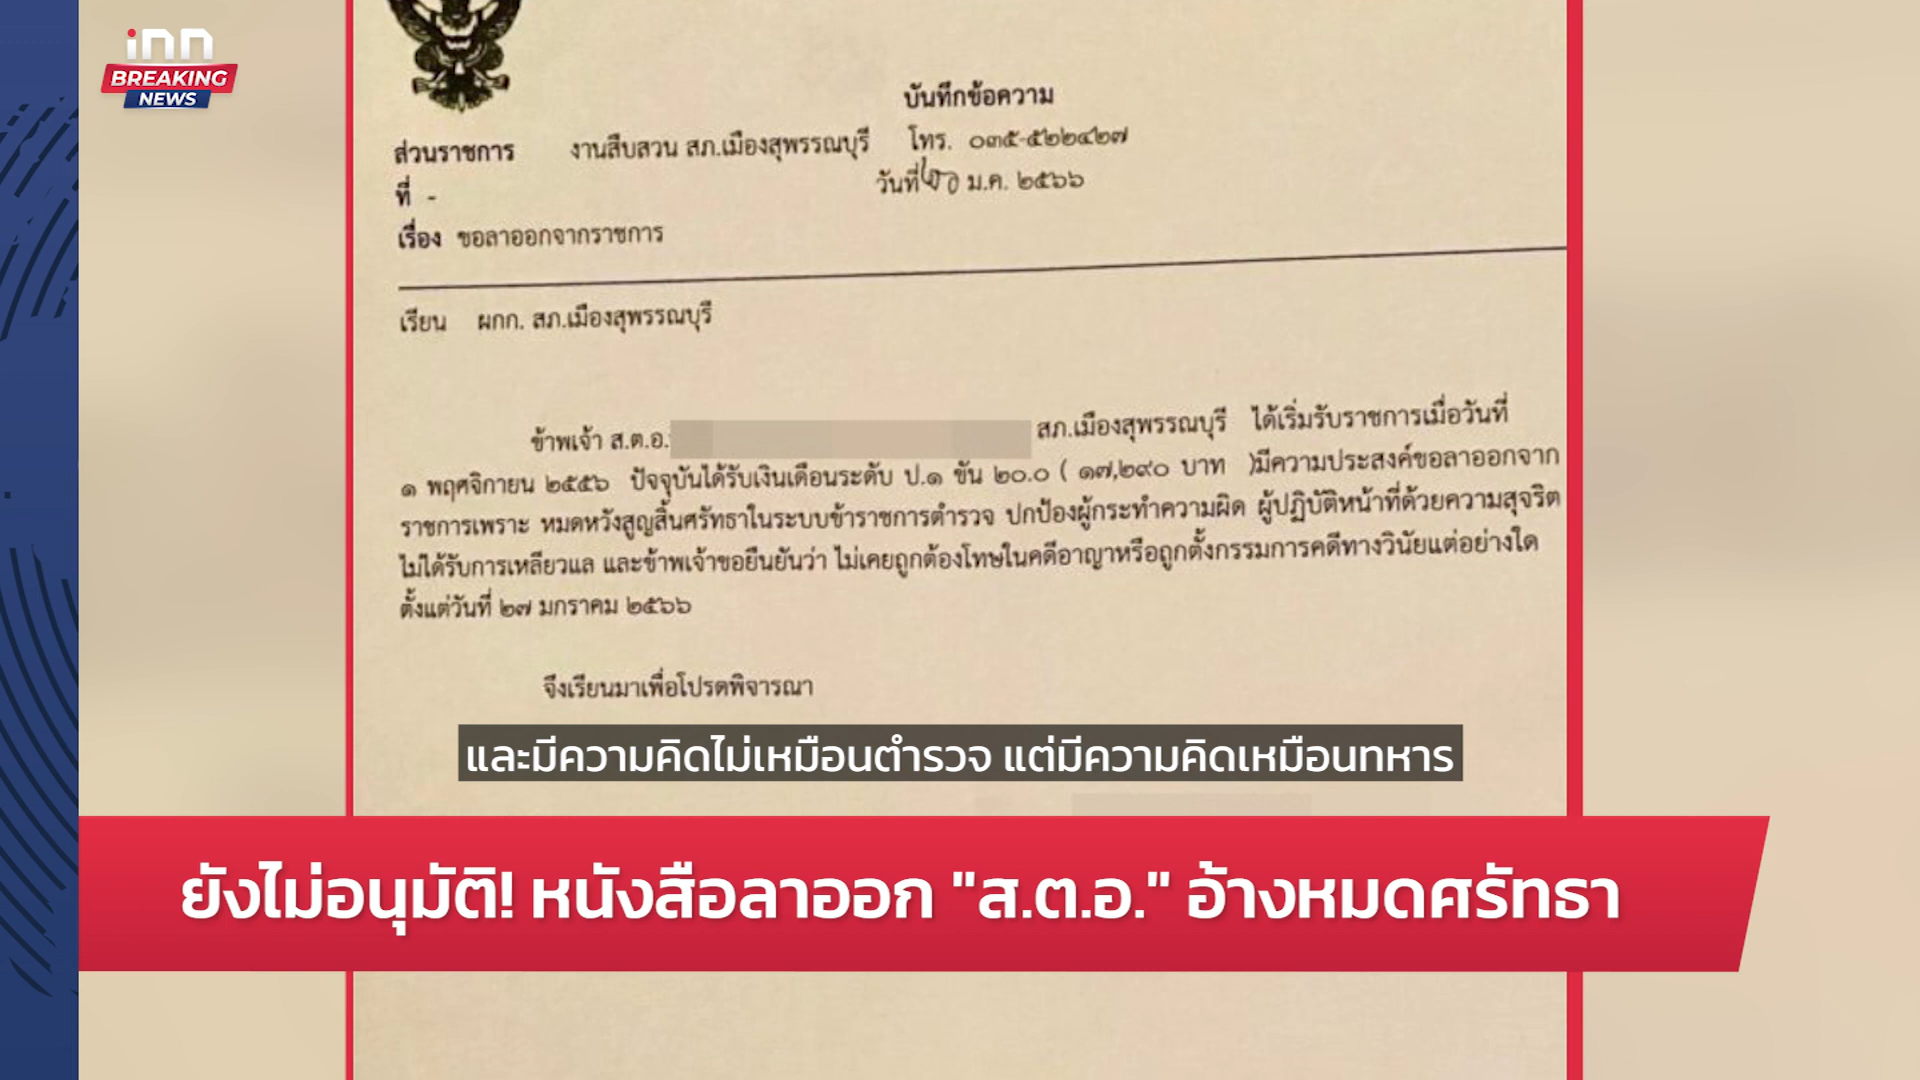 inn
BREAKING
NEWS
บันทึกข้อความ
ส่วนราชการ งานสืบสวน สภ.เมืองสุพรรณบุรี โทร. ๐๓๕-๕๒๒๔๒๗
ที่ - วันที่ ม.ค. ๒๕๖๖
เรื่อง ขอลาออกจากราชการ
เรียน ผกก. สภ.เมืองสุพรรณบุรี
ข้าพเจ้า ส.ต.อ. สภ.เมืองสุพรรณบุรี ได้เริ่มรับราชการเมื่อวันที่
๑ พฤศจิกายน ๒๕๕๖ ปัจจุบันได้รับเงินเดือนระดับ ป.๑ ขั้น ๒๐.๐ ( ๑๗,๒๙๐ บาท )มีความประสงค์ขอลาออกจาก
ราชการเพราะ หมดหวังสูญสิ้นศรัทธาในระบบข้าราชการตำรวจ ปกป้องผู้กระทำความผิด ผู้ปฏิบัติหน้าที่ด้วยความสุจริต
ไม่ได้รับการเหลียวแล และข้าพเจ้าขอยืนยันว่า ไม่เคยถูกต้องโทษในคดีอาญาหรือถูกตั้งกรรมการคดีทางวินัยแต่อย่างใด
ตั้งแต่วันที่ ๒๗ มกราคม ๒๕๖๖
จึงเรียนมาเพื่อโปรดพิจารณา
และมีความคิดไม่เหมือนตำรวจ แต่มีความคิดเหมือนทหาร
ยังไม่อนุมัติ! หนังสือลาออก "ส.ต.อ." อ้างหมดศรัทธา